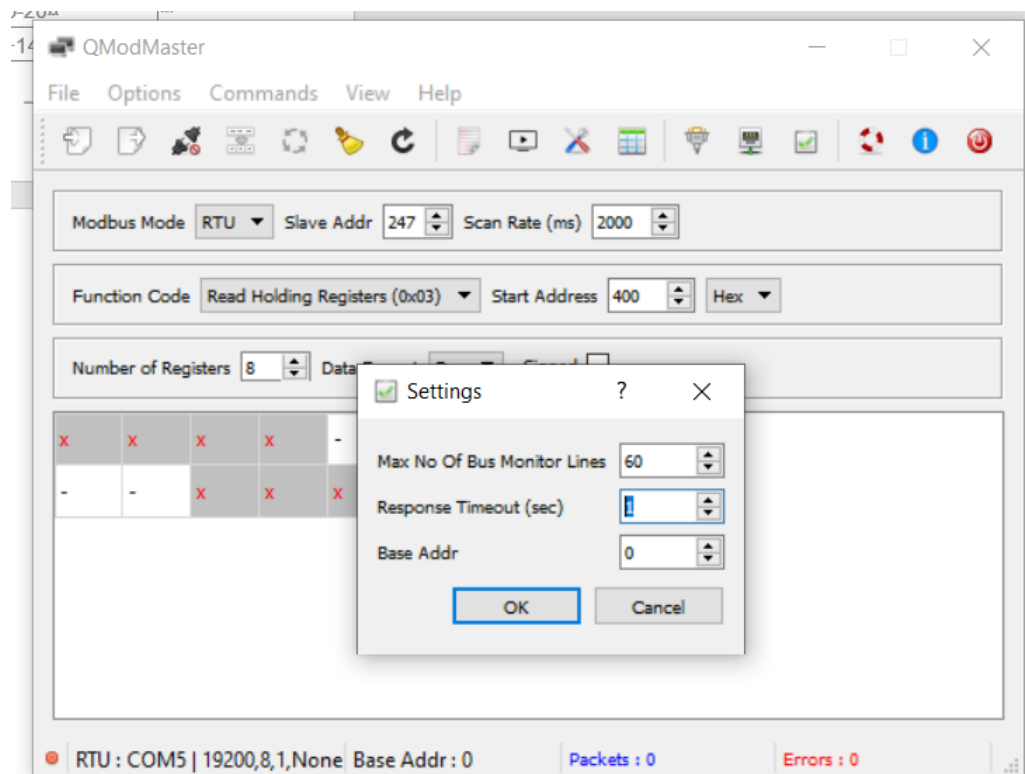 QModMaster
File Options Commands View Help
Modbus Mode RTU Slave Addr 247 Scan Rate (ms) 2000
Function Code Read Holding Registers (0x03) Start Address 400 Hex
Number of Registers 8 Data
Settings ?
x x x x -
- - x x x
Max No Of Bus Monitor Lines 60
Response Timeout (sec) 1
Base Addr 0
OK Cancel
RTU : COM5 | 19200,8,1,None Base Addr : 0 Packets : 0 Errors : 0